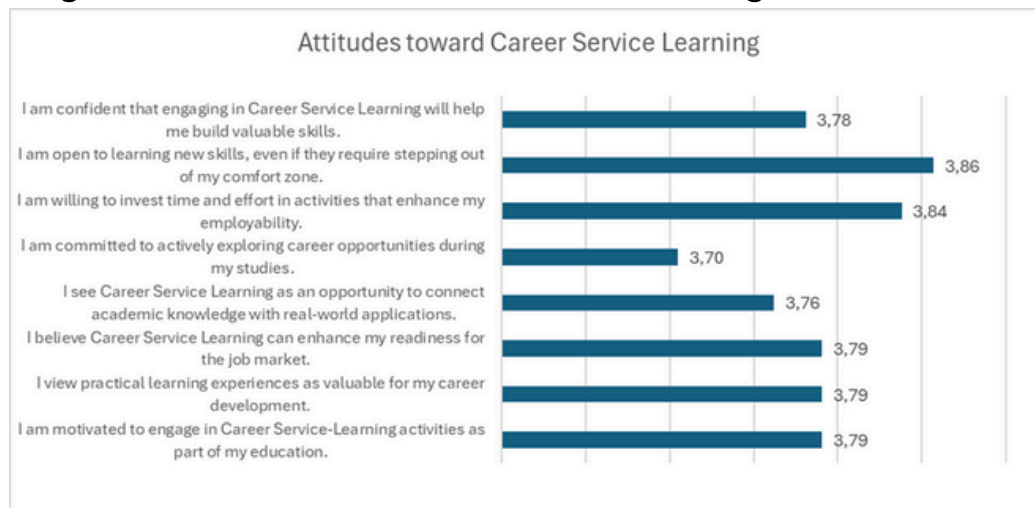 Attitudes toward Career Service Learning
I am confident that engaging in Career Service Learning will help
me build valuable skills.
3,78
I am open to learning new skills, even if they require stepping out
of my comfort zone.
3,86
I am willing to invest time and effort in activities that enhance my
employability.
3,84
I am committed to actively exploring career opportunities during
my studies.
3,70
I see Career Service Learning as an opportunity to connect
academic knowledge with real-world applications.
3,76
I believe Career Service Learning can enhance my readiness for
the job market.
3,79
I view practical learning experiences as valuable for my career
development.
3,79
I am motivated to engage in Career Service-Learning activities as
part of my education.
3,79